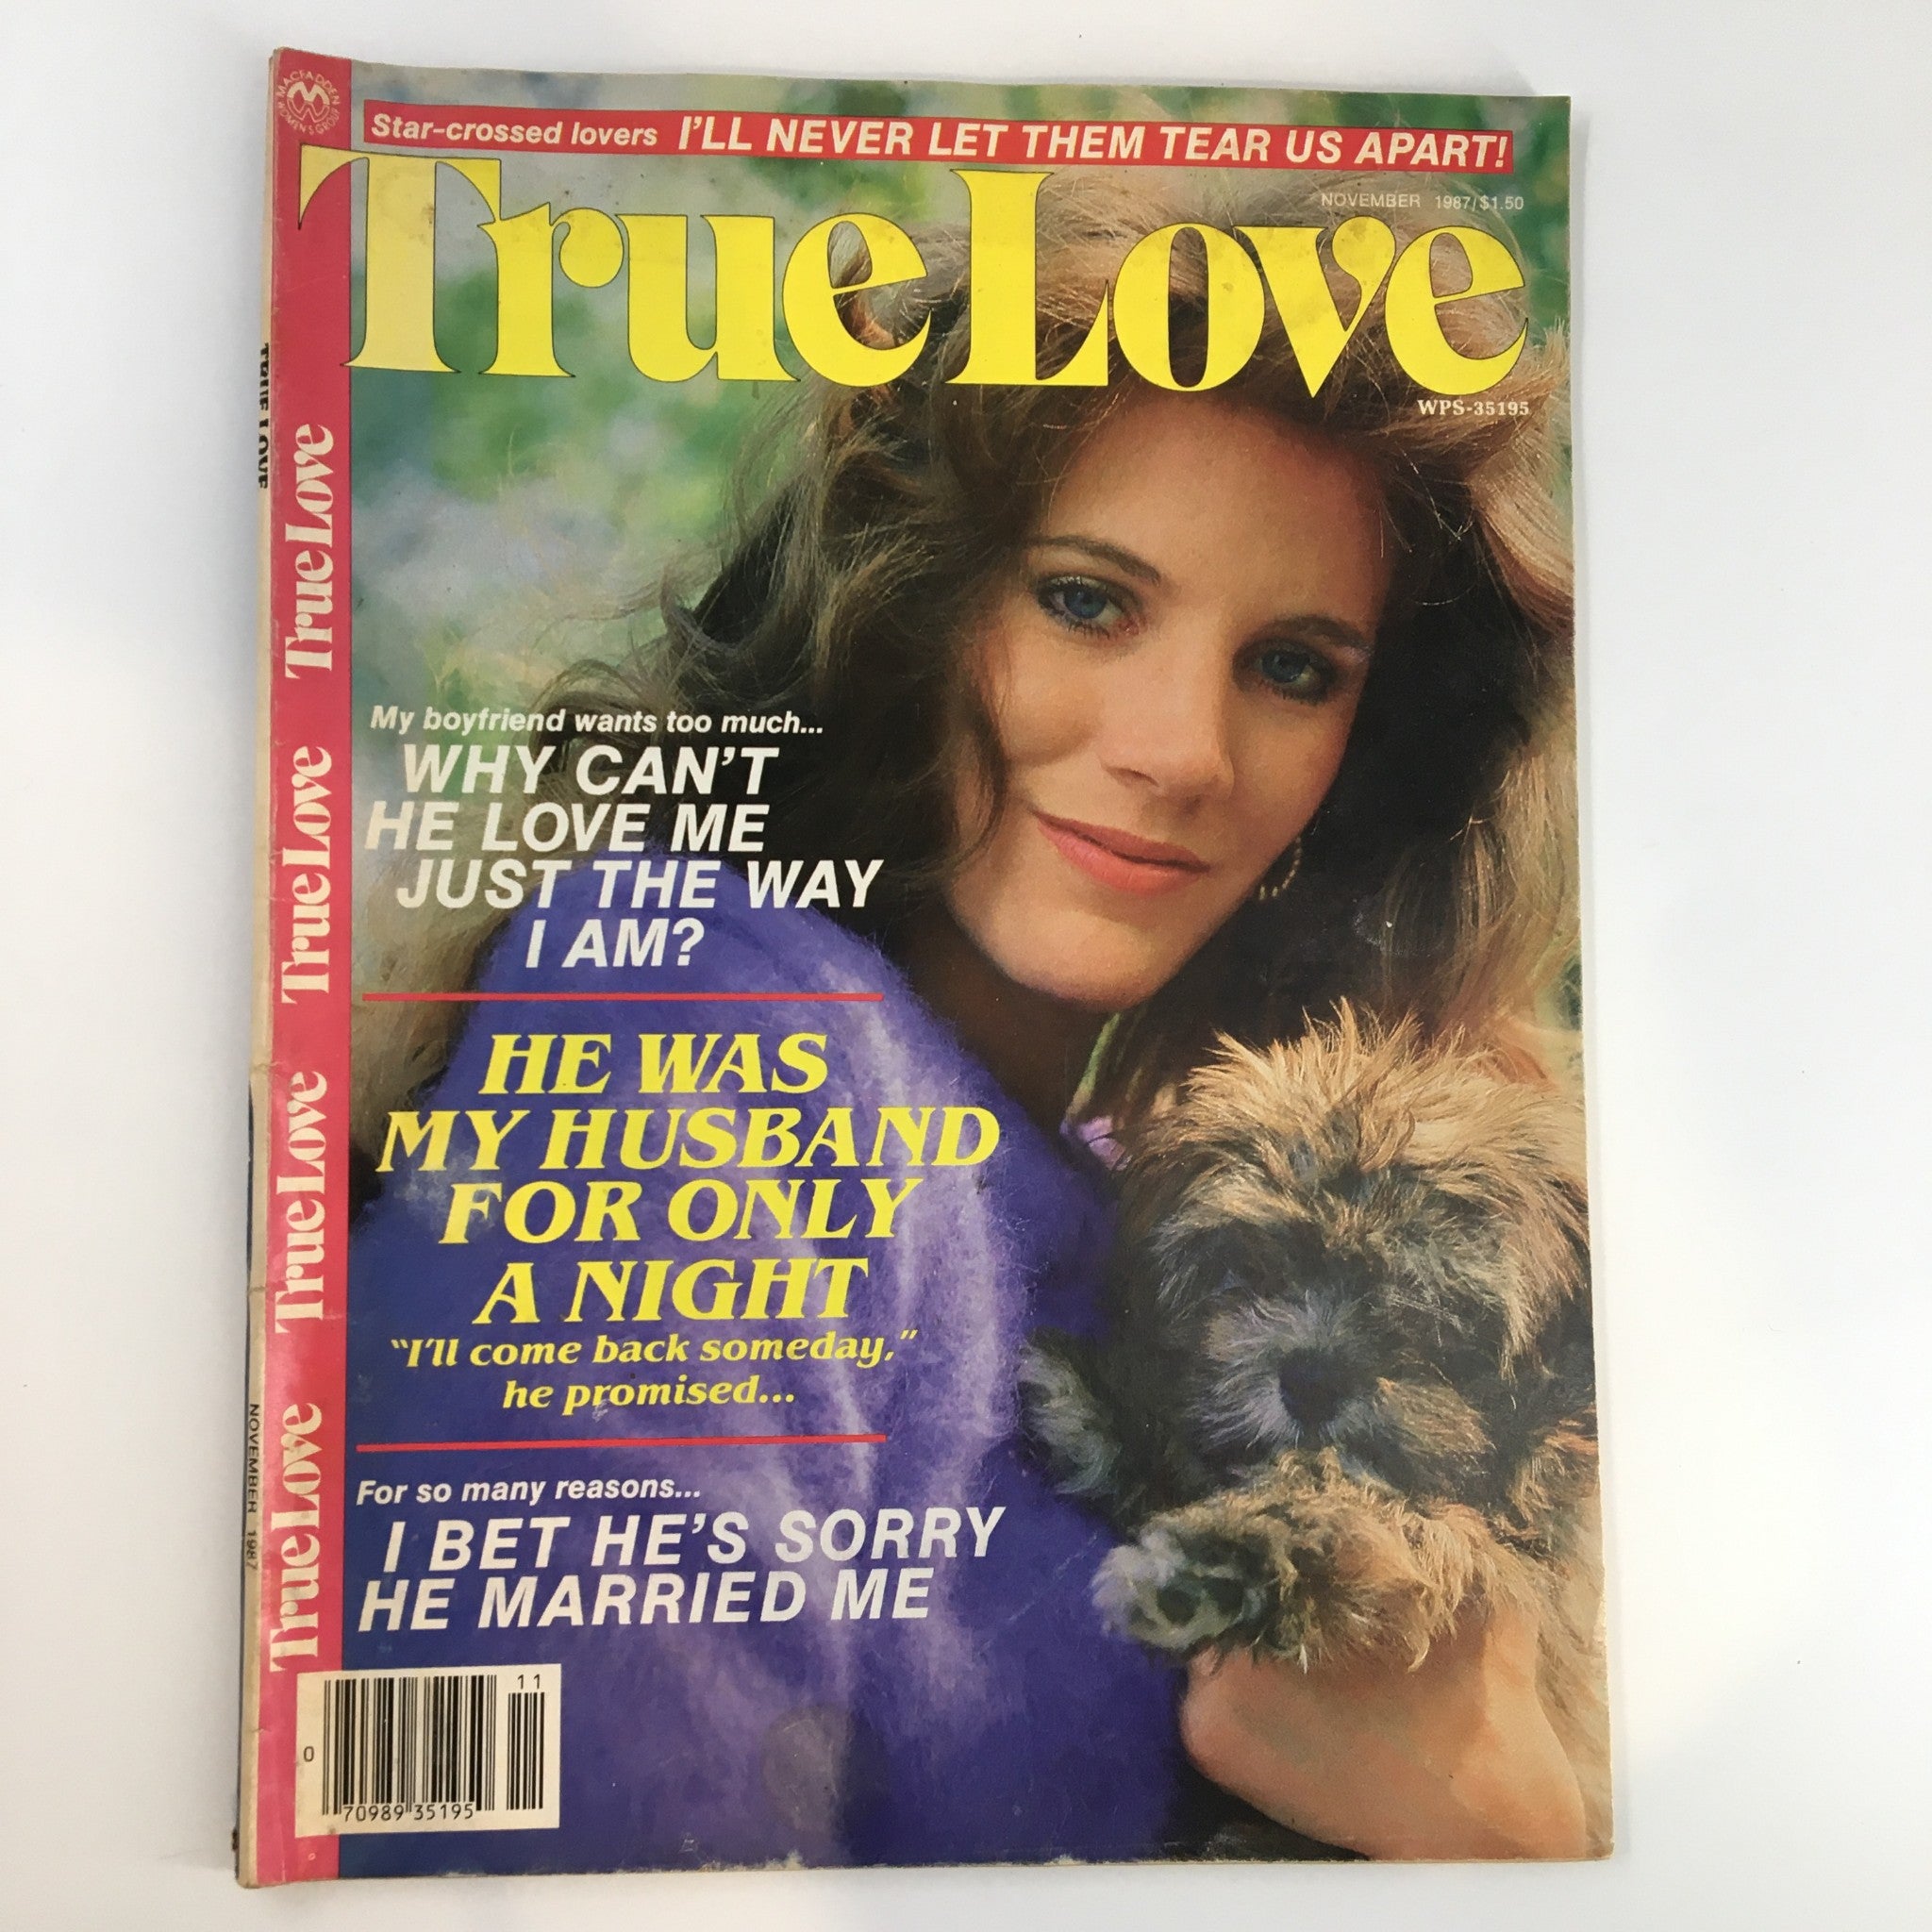 MACFADDEN WOMEN'S GROUP
Star-crossed lovers I'LL NEVER LET THEM TEAR US APART!
NOVEMBER 1987/$1.50
True Love
WPS-35195
My boyfriend wants too much...
WHY CAN'T
HE LOVE ME
JUST THE WAY
I AM?
HE WAS
MY HUSBAND
FOR ONLY
A NIGHT
"I'll come back someday,"
he promised...
For so many reasons...
I BET HE'S SORRY
HE MARRIED ME
True Love
True Love
True Love
True Love
TRUE LOVE
NOVEMBER 1987
11
0
70989 35195